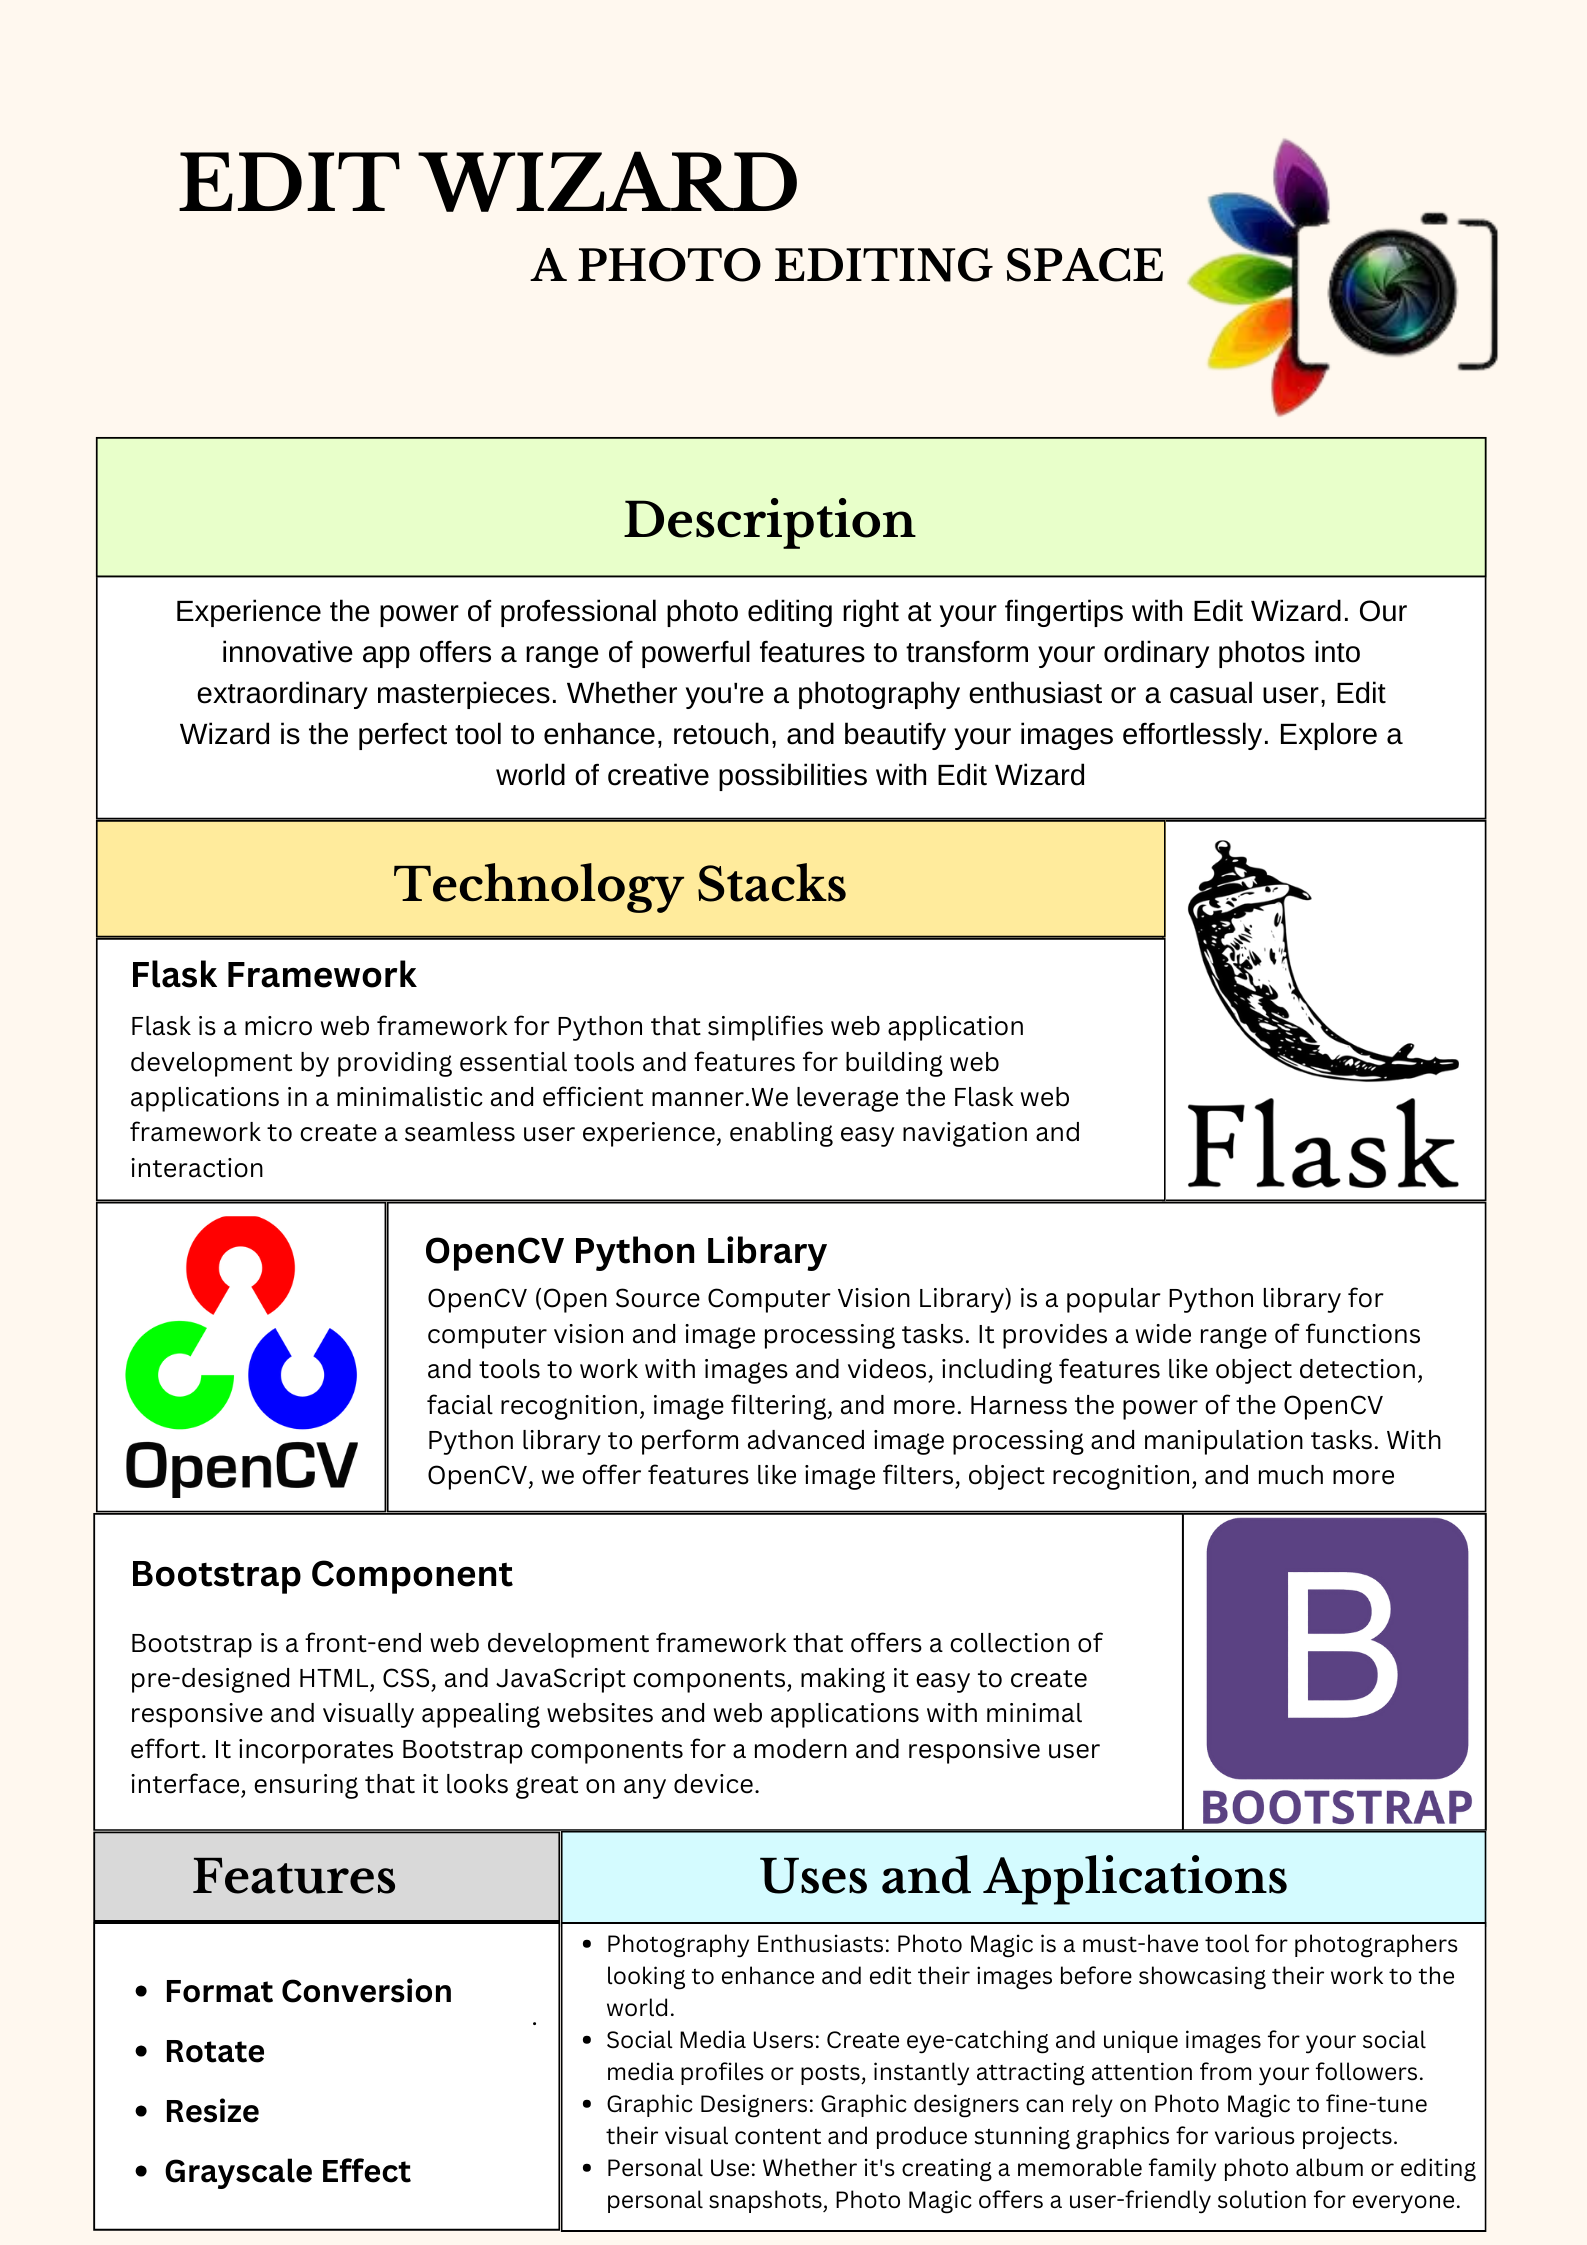 EDIT WIZARD
A PHOTO EDITING SPACE
Description
Experience the power of professional photo editing right at your fingertips with Edit Wizard. Our
innovative app offers a range of powerful features to transform your ordinary photos into
extraordinary masterpieces. Whether you're a photography enthusiast or a casual user, Edit
Wizard is the perfect tool to enhance, retouch, and beautify your images effortlessly. Explore a
world of creative possibilities with Edit Wizard
Technology Stacks
Flask Framework
Flask is a micro web framework for Python that simplifies web application
development by providing essential tools and features for building web
applications in a minimalistic and efficient manner.We leverage the Flask web
framework to create a seamless user experience, enabling easy navigation and
interaction
Flask
OpenCV
OpenCV Python Library
OpenCV (Open Source Computer Vision Library) is a popular Python library for
computer vision and image processing tasks. It provides a wide range of functions
and tools to work with images and videos, including features like object detection,
facial recognition, image filtering, and more. Harness the power of the OpenCV
Python library to perform advanced image processing and manipulation tasks. With
OpenCV, we offer features like image filters, object recognition, and much more
Bootstrap Component
Bootstrap is a front-end web development framework that offers a collection of
pre-designed HTML, CSS, and JavaScript components, making it easy to create
responsive and visually appealing websites and web applications with minimal
effort. It incorporates Bootstrap components for a modern and responsive user
interface, ensuring that it looks great on any device.
B
BOOTSTRAP
Features
• Format Conversion
.
• Rotate
• Resize
• Grayscale Effect
Uses and Applications
• Photography Enthusiasts: Photo Magic is a must-have tool for photographers
looking to enhance and edit their images before showcasing their work to the
world.
• Social Media Users: Create eye-catching and unique images for your social
media profiles or posts, instantly attracting attention from your followers.
• Graphic Designers: Graphic designers can rely on Photo Magic to fine-tune
their visual content and produce stunning graphics for various projects.
• Personal Use: Whether it's creating a memorable family photo album or editing
personal snapshots, Photo Magic offers a user-friendly solution for everyone.